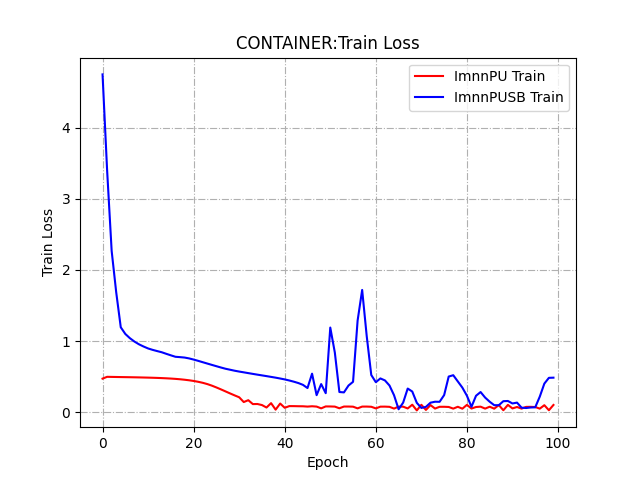 CONTAINER:Train Loss
ImnnPU Train
ImnnPUSB Train
Train Loss
4
3
2
1
0
0 20 40 60 80 100
Epoch